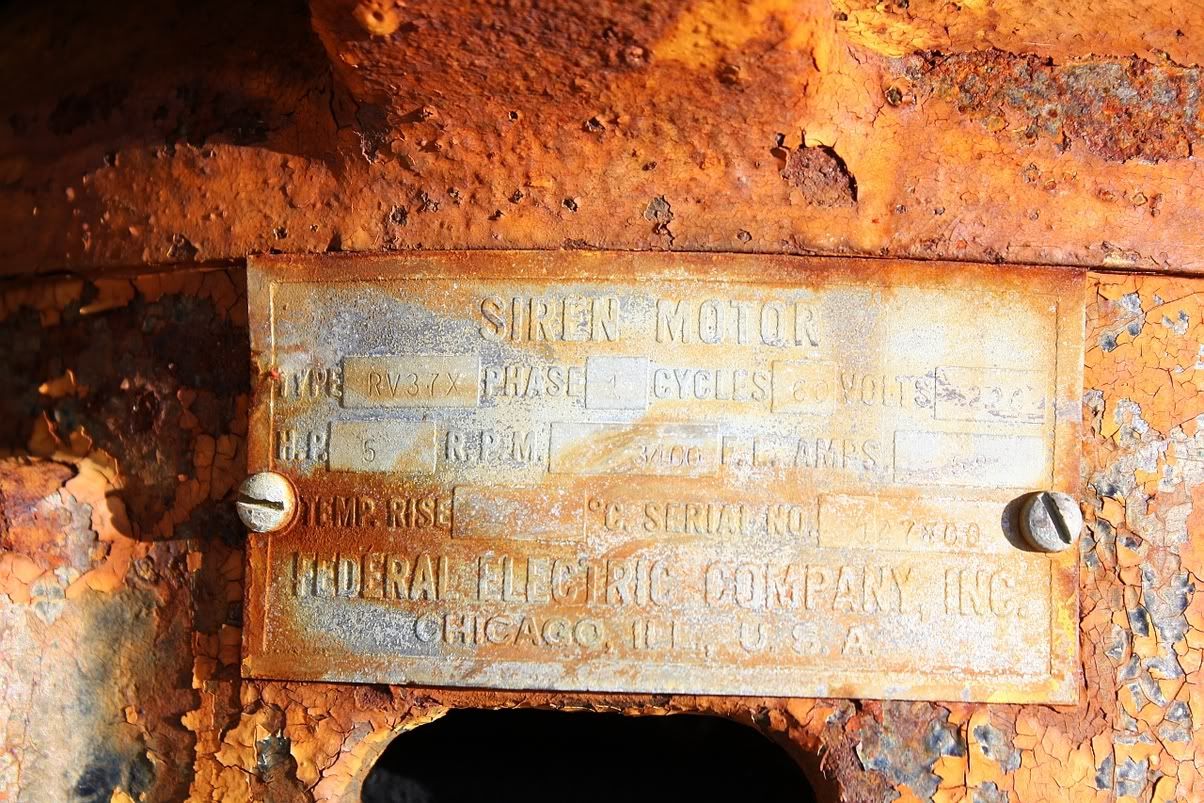 SIREN MOTOR
TYPE RV37X PHASE 1 CYCLES 60 VOLTS
H.P. 5 R.P.M. 3400 F.L. AMPS
TEMP. RISE °C. SERIAL NO.
FEDERAL ELECTRIC COMPANY, INC.
CHICAGO, ILL., U. S. A.